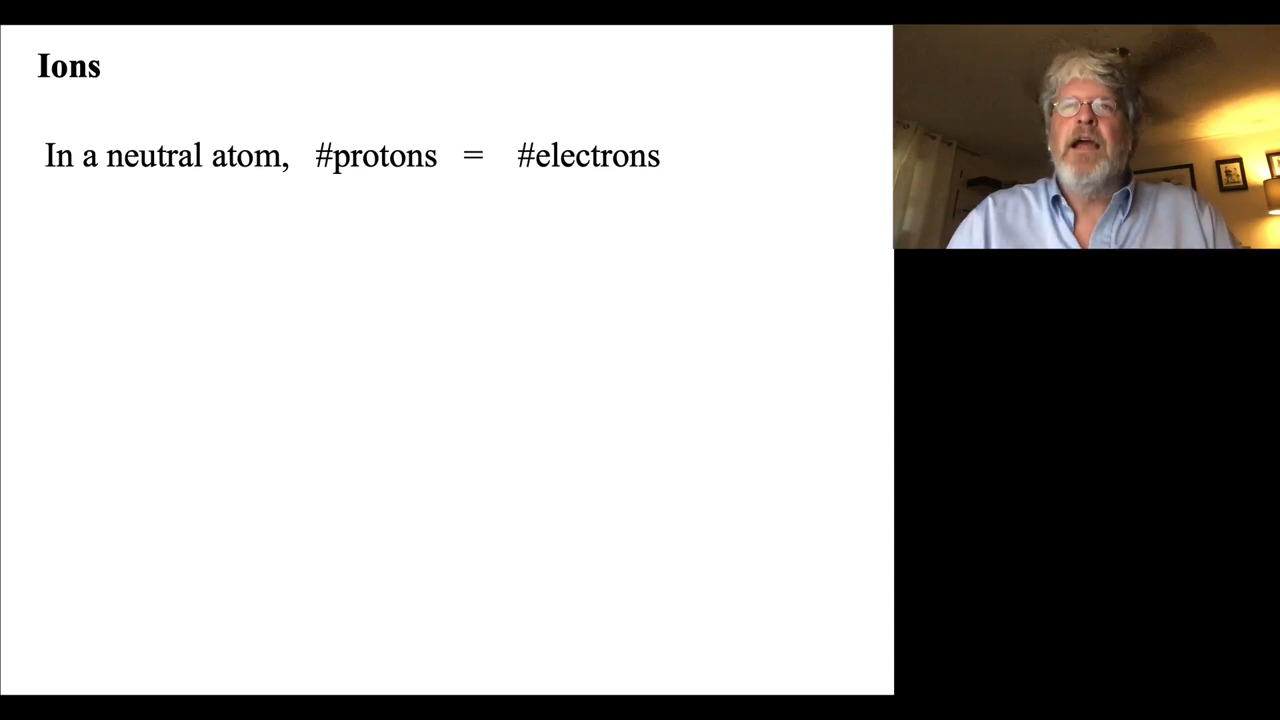 Ions
In a neutral atom, #protons = #electrons